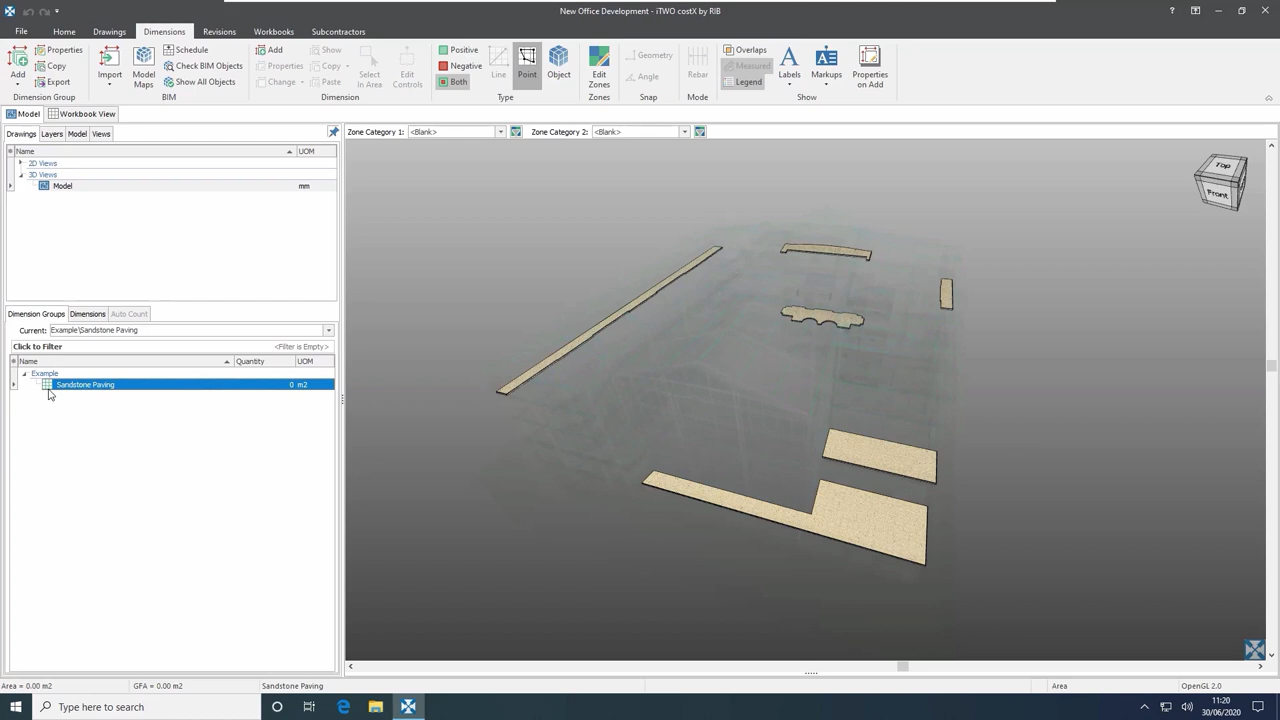 New Office Development - iTWO costX by RIB
File Home Drawings Dimensions Revisions Workbooks Subcontractors
Add
Properties
Copy
Export
Dimension Group
Import
Model Maps
Schedule
Check BIM Objects
Show All Objects
BIM
Add
Properties
Change
Show
Copy
Paste
Select In Area
Edit Controls
Dimension
Positive
Negative
Both
Line
Point
Object
Type
Edit Zones
Zones
Geometry
Angle
Snap
Rebar
Mode
Overlaps
Measured
Legend
Labels
Markups
Properties on Add
Show
Model Workbook View
Drawings Layers Model Views
Zone Category 1: <Blank> Zone Category 2: <Blank>
Name UOM
2D Views
3D Views
Model mm
Top
Front
Dimension Groups Dimensions Auto Count
Current: Example\Sandstone Paving
Click to Filter <Filter is Empty>
Name Quantity UOM
Example
Sandstone Paving 0 m2
Area = 0.00 m2 GFA = 0.00 m2 Sandstone Paving Area OpenGL 2.0
Type here to search
11:20
30/06/2020